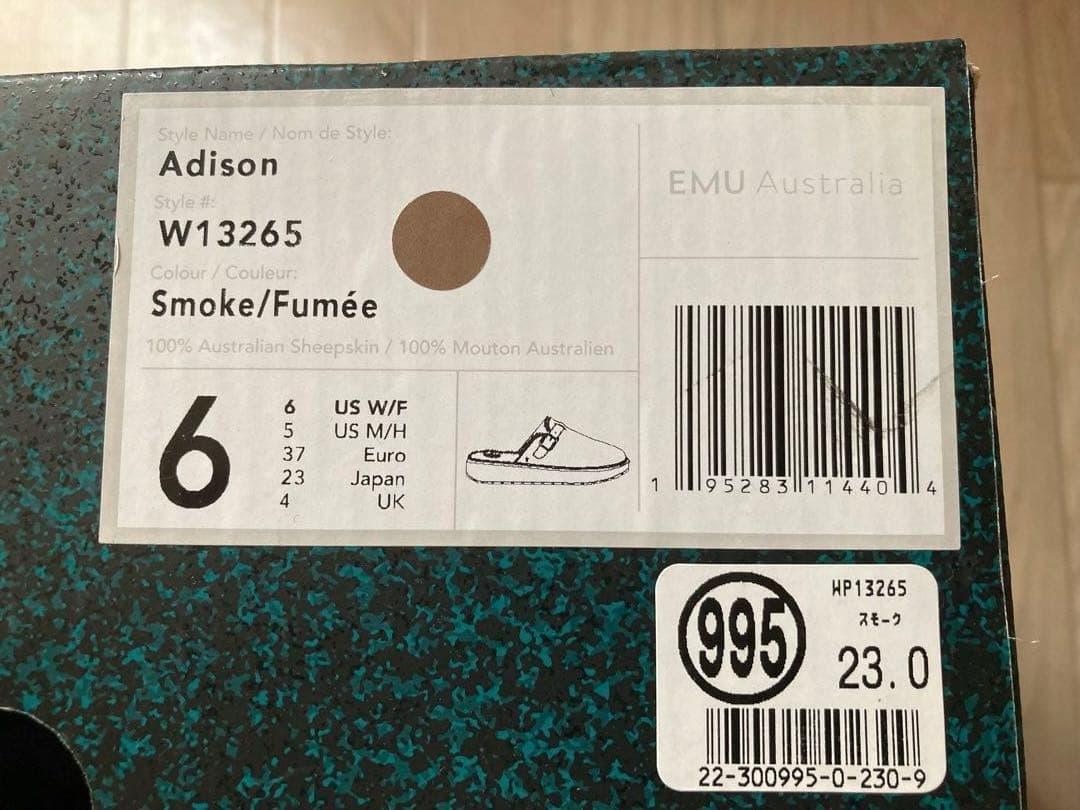 Style Name / Nom de Style:
Adison
Style #:
W13265
Colour / Couleur:
Smoke/Fumée
100% Australian Sheepskin / 100% Mouton Australien
6
6 US W/F
5 US M/H
37 Euro
23 Japan
4 UK
EMU Australia
1 95283 11440 4
995
WP13265
スモーク
23.0
22-300995-0-230-9